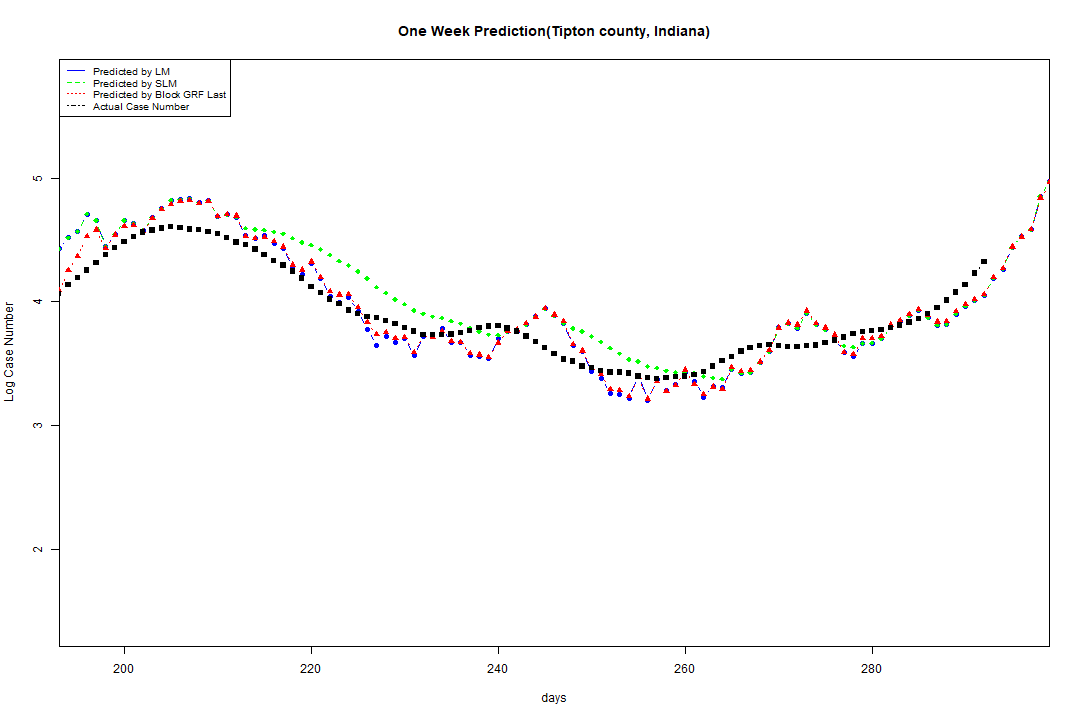 One Week Prediction(Tipton county, Indiana)
Predicted by LM
Predicted by SLM
Predicted by Block GRF Last
Actual Case Number
5
4
3
2
Log Case Number
200 220 240 260 280
days